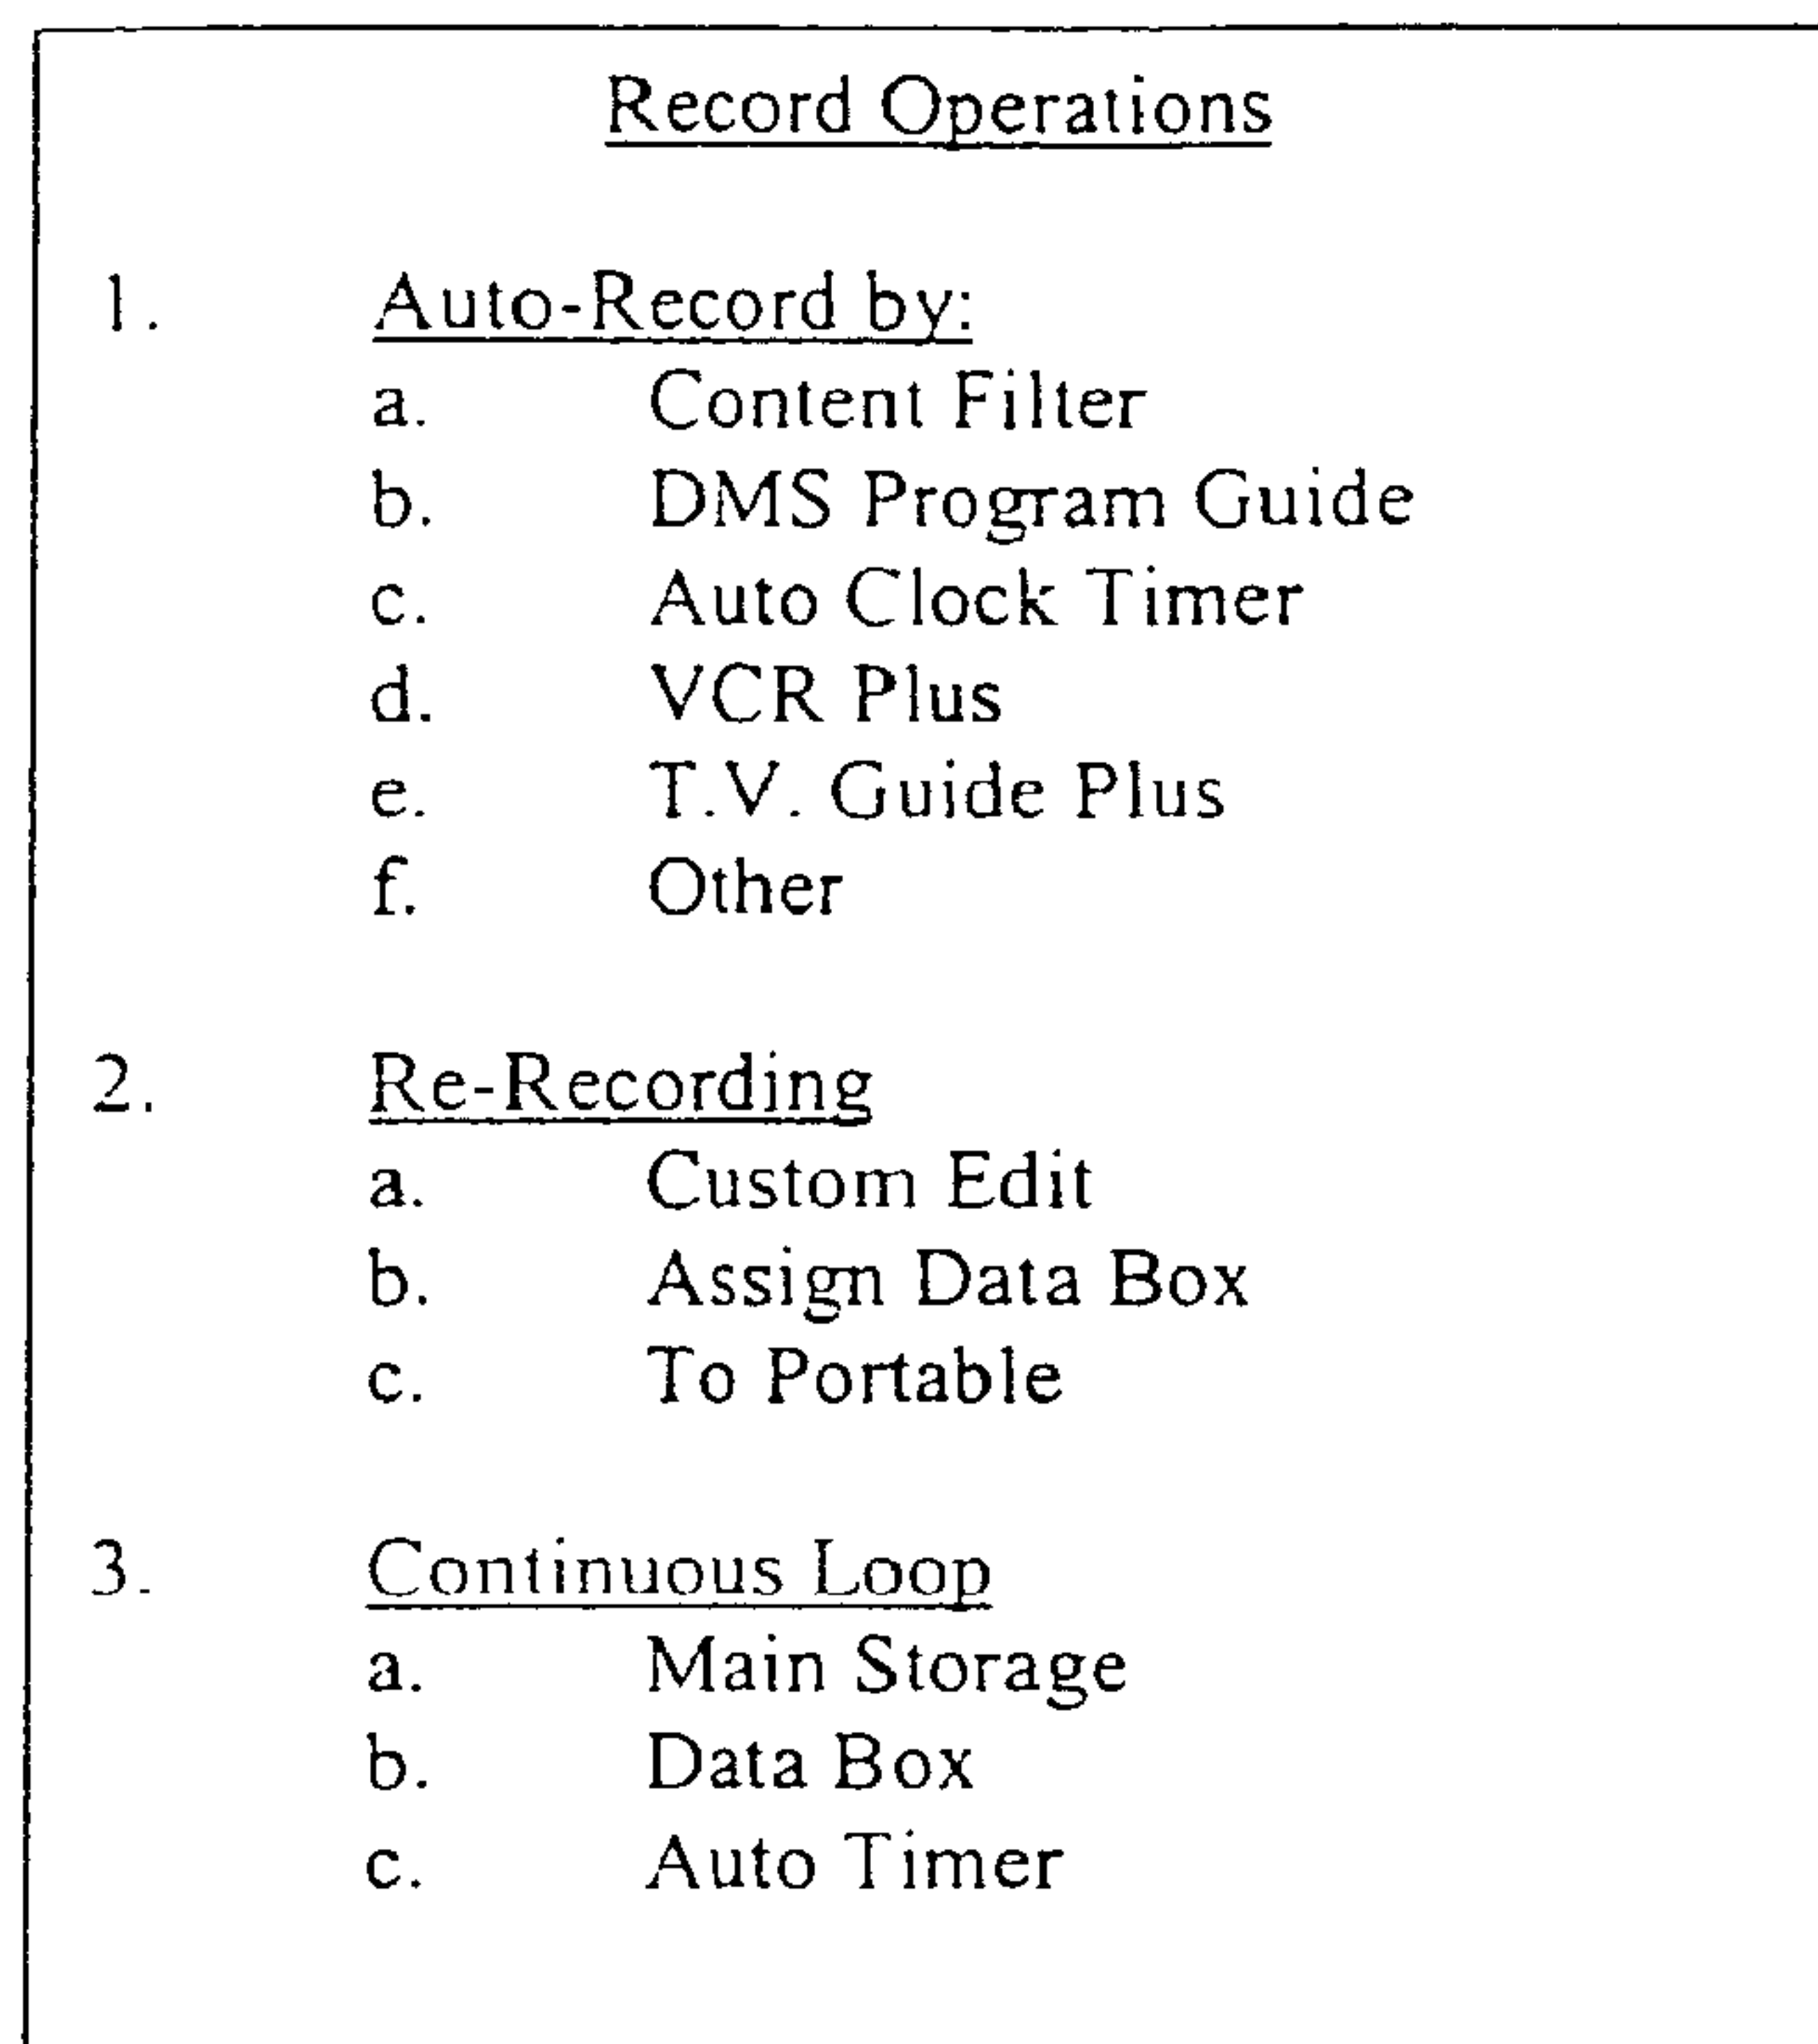 Record Operations
1. Auto-Record by:
a. Content Filter
b. DMS Program Guide
c. Auto Clock Timer
d. VCR Plus
e. T.V. Guide Plus
f. Other
2. Re-Recording
a. Custom Edit
b. Assign Data Box
c. To Portable
3. Continuous Loop
a. Main Storage
b. Data Box
c. Auto Timer